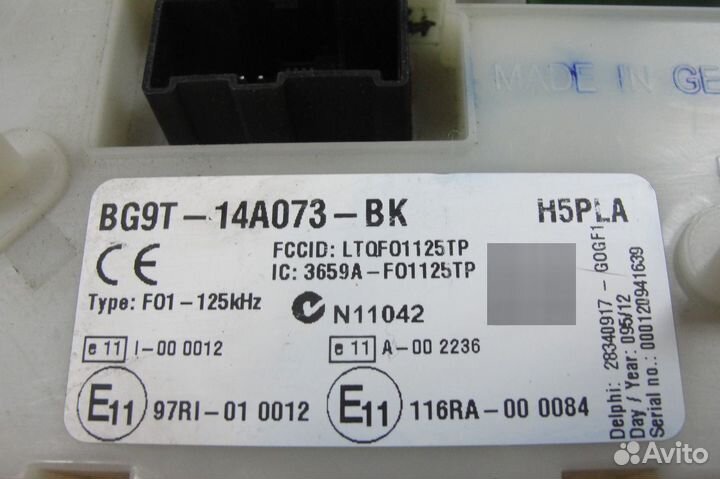 MADE IN GE
BG9T-14A073-BK
H5PLA
CE
FCCID: LTQFO1125TP
IC: 3659A-FO1125TP
Type: FO1-125kHz
N11042
e 11 I-00 0012
e 11 A-00 2236
E11 97RI-01 0012
E11 116RA-00 0084
Delphi: 28340917 - GOGF1
Day / Year: 095/12
Serial no.: 000120941639
Avito